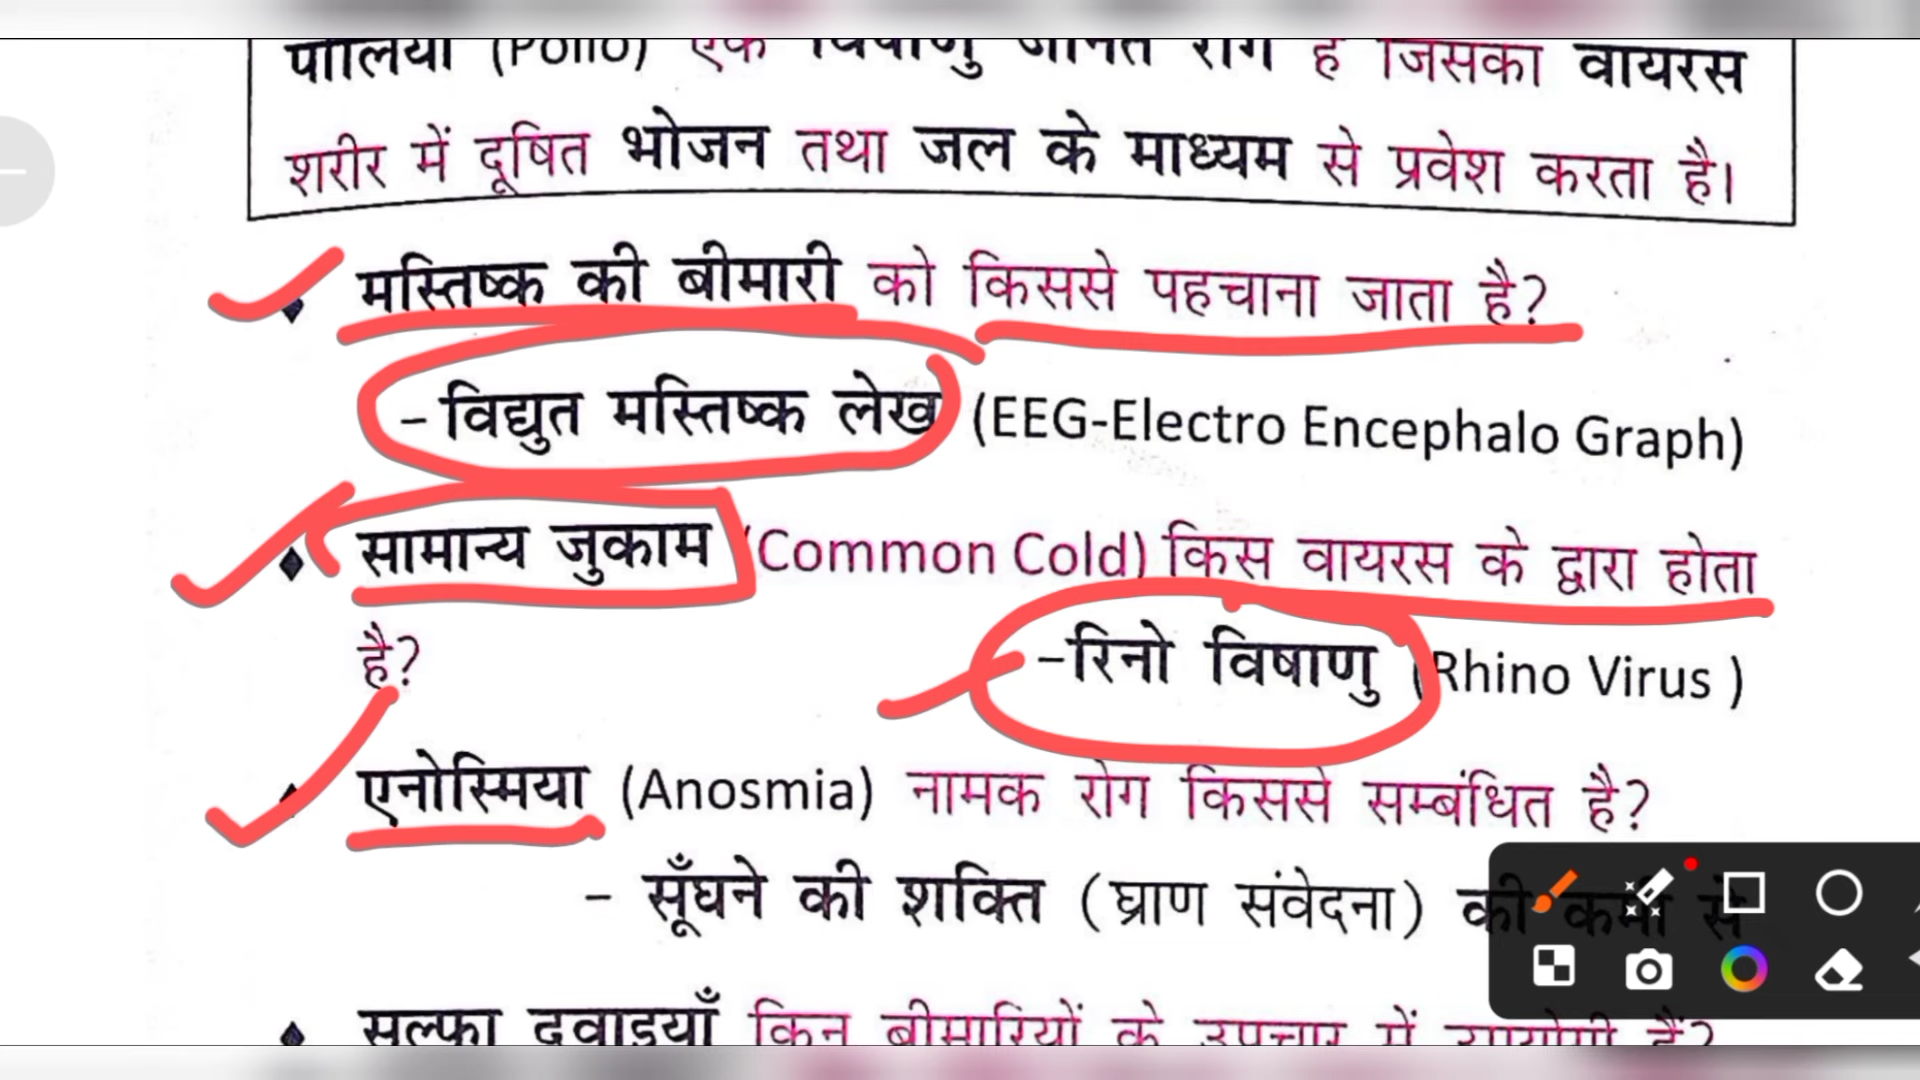 पोलियो (Polio) एक विषाणु जनित रोग है जिसका वायरस
शरीर में दूषित भोजन तथा जल के माध्यम से प्रवेश करता है।
मस्तिष्क की बीमारी को किससे पहचाना जाता है?
-विद्युत मस्तिष्क लेख (EEG-Electro Encephalo Graph)
सामान्य जुकाम (Common Cold) किस वायरस के द्वारा होता
है? -रिनो विषाणु (Rhino Virus )
एनोस्मिया (Anosmia) नामक रोग किससे सम्बंधित है?
- सूँघने की शक्ति (घ्राण संवेदना) की कमी से
सल्फा दवाइयाँ किन बीमारियों के उपचार में उपयोगी हैं?